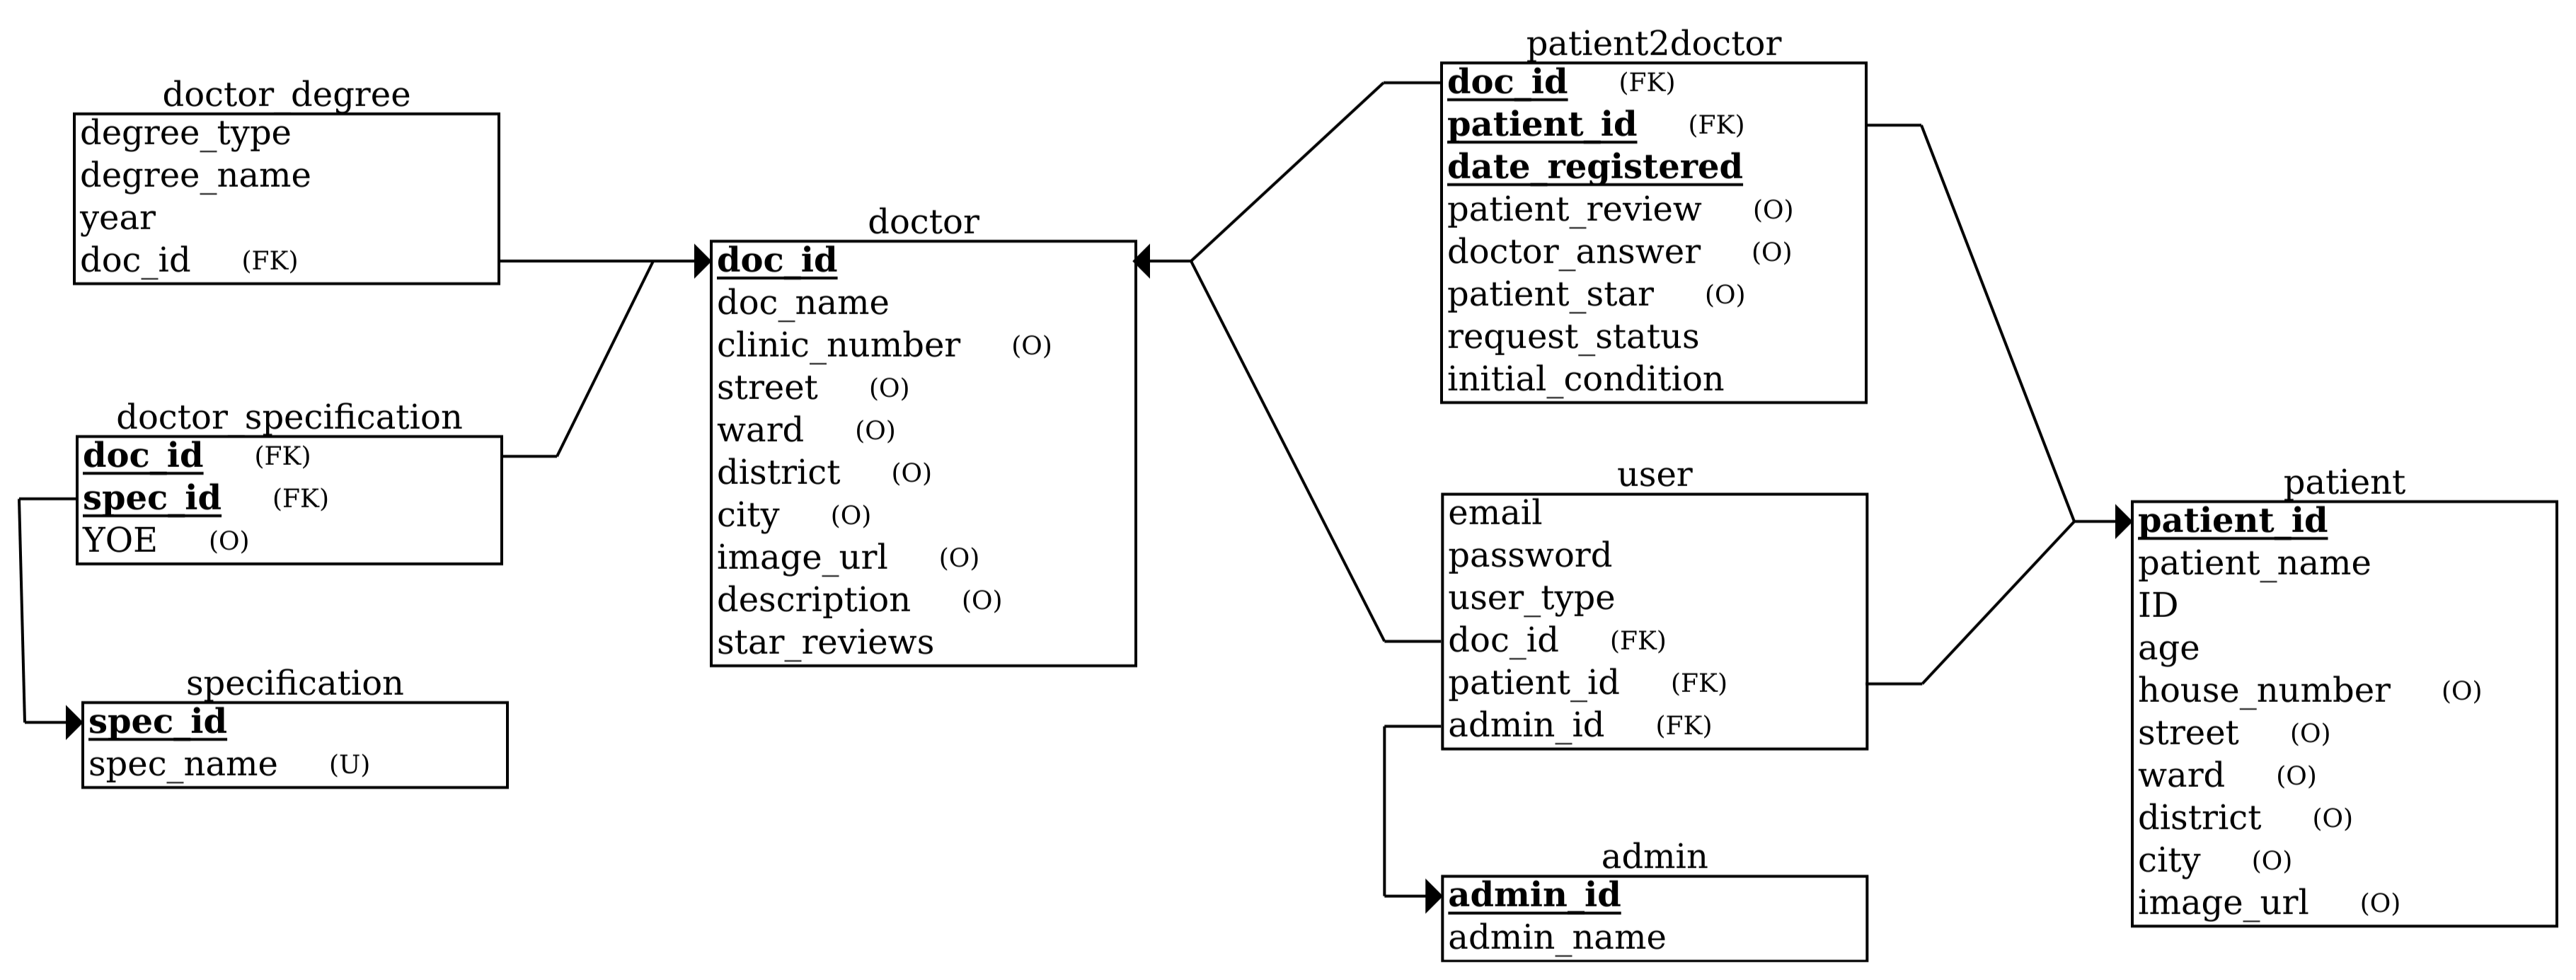 doctor_degree
degree_type
degree_name
year
doc_id (FK)
doctor_specification
doc_id (FK)
spec_id (FK)
YOE (O)
specification
spec_id
spec_name (U)
doctor
doc_id
doc_name
clinic_number (O)
street (O)
ward (O)
district (O)
city (O)
image_url (O)
description (O)
star_reviews
patient2doctor
doc_id (FK)
patient_id (FK)
date_registered
patient_review (O)
doctor_answer (O)
patient_star (O)
request_status
initial_condition
user
email
password
user_type
doc_id (FK)
patient_id (FK)
admin_id (FK)
admin
admin_id
admin_name
patient
patient_id
patient_name
ID
age
house_number (O)
street (O)
ward (O)
district (O)
city (O)
image_url (O)